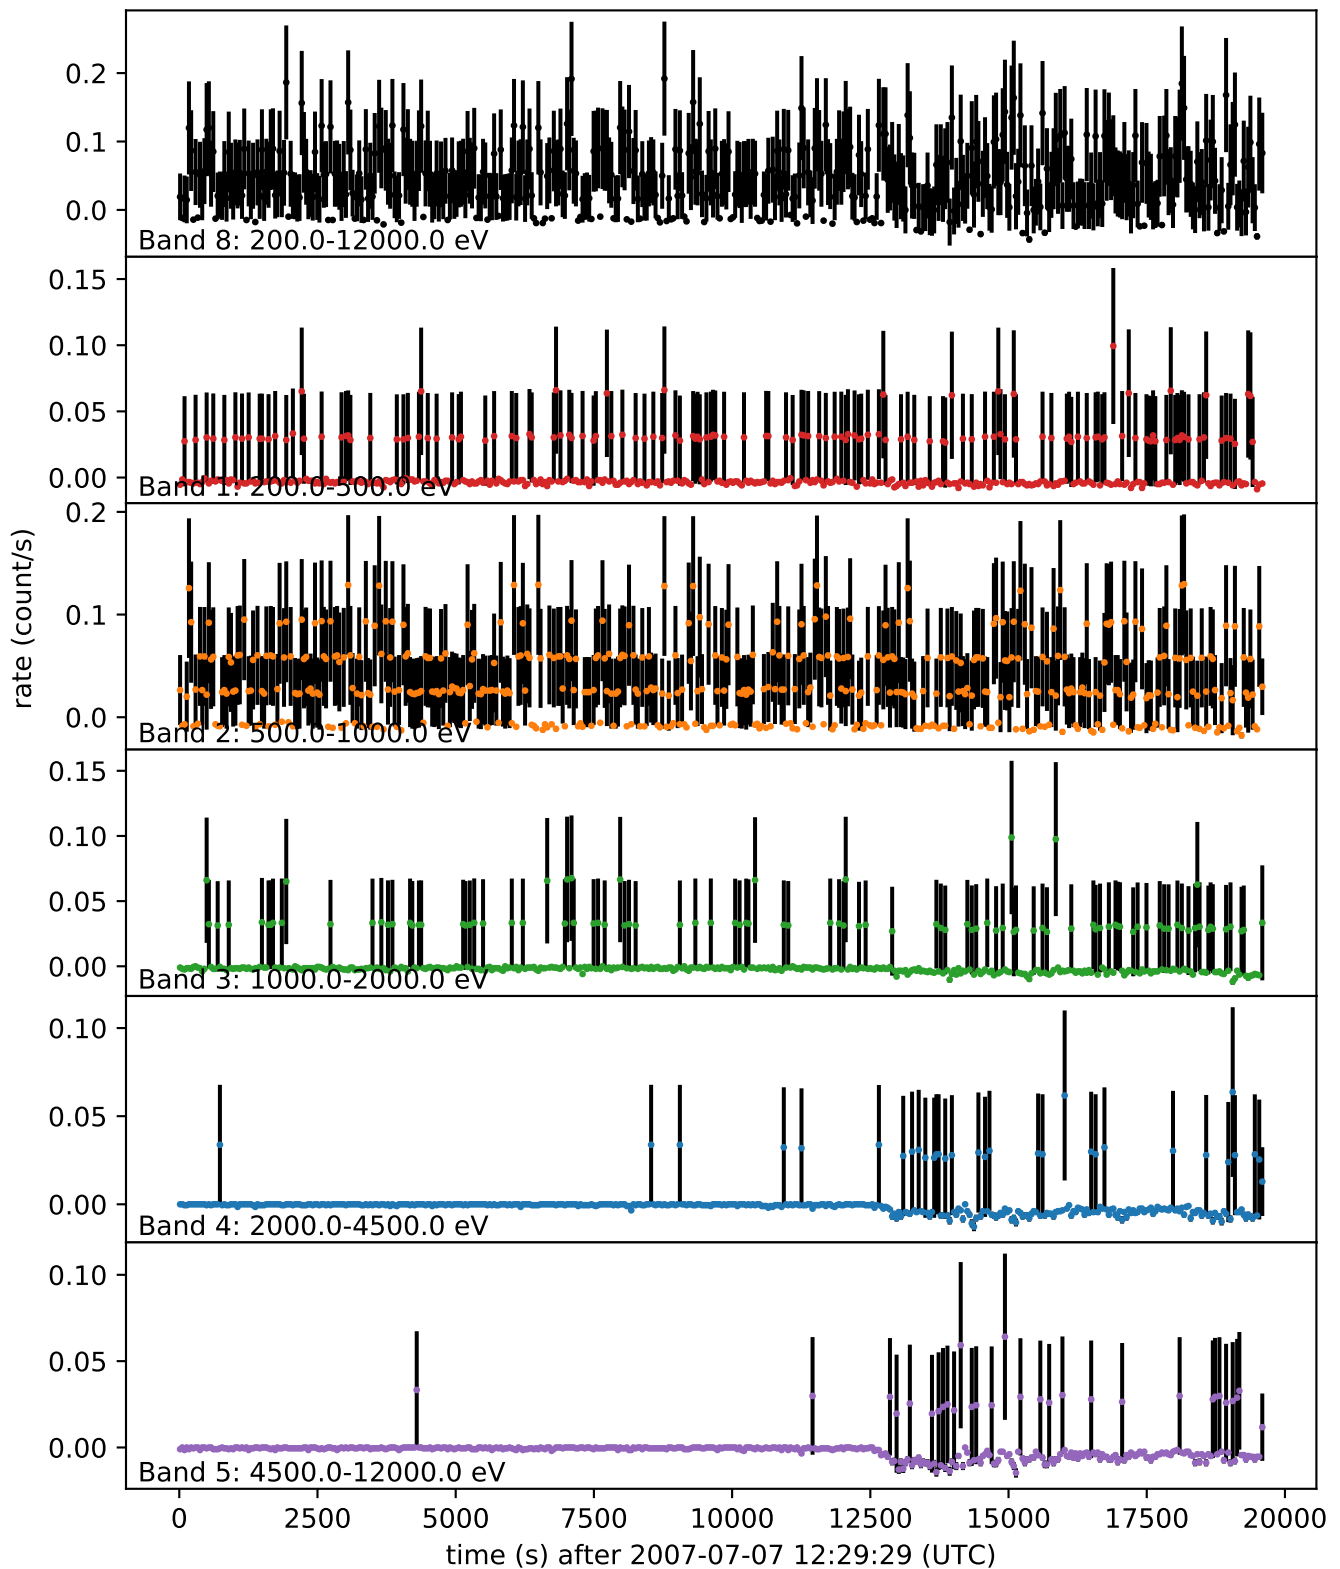 0.2
0.1
0.0
Band 8: 200.0-12000.0 eV
0.15
0.10
0.05
0.00
Band 1: 200.0-500.0 eV
0.2
0.1
0.0
Band 2: 500.0-1000.0 eV
rate (count/s)
0.15
0.10
0.05
0.00
Band 3: 1000.0-2000.0 eV
0.10
0.05
0.00
Band 4: 2000.0-4500.0 eV
0.10
0.05
0.00
Band 5: 4500.0-12000.0 eV
0 2500 5000 7500 10000 12500 15000 17500 20000
time (s) after 2007-07-07 12:29:29 (UTC)